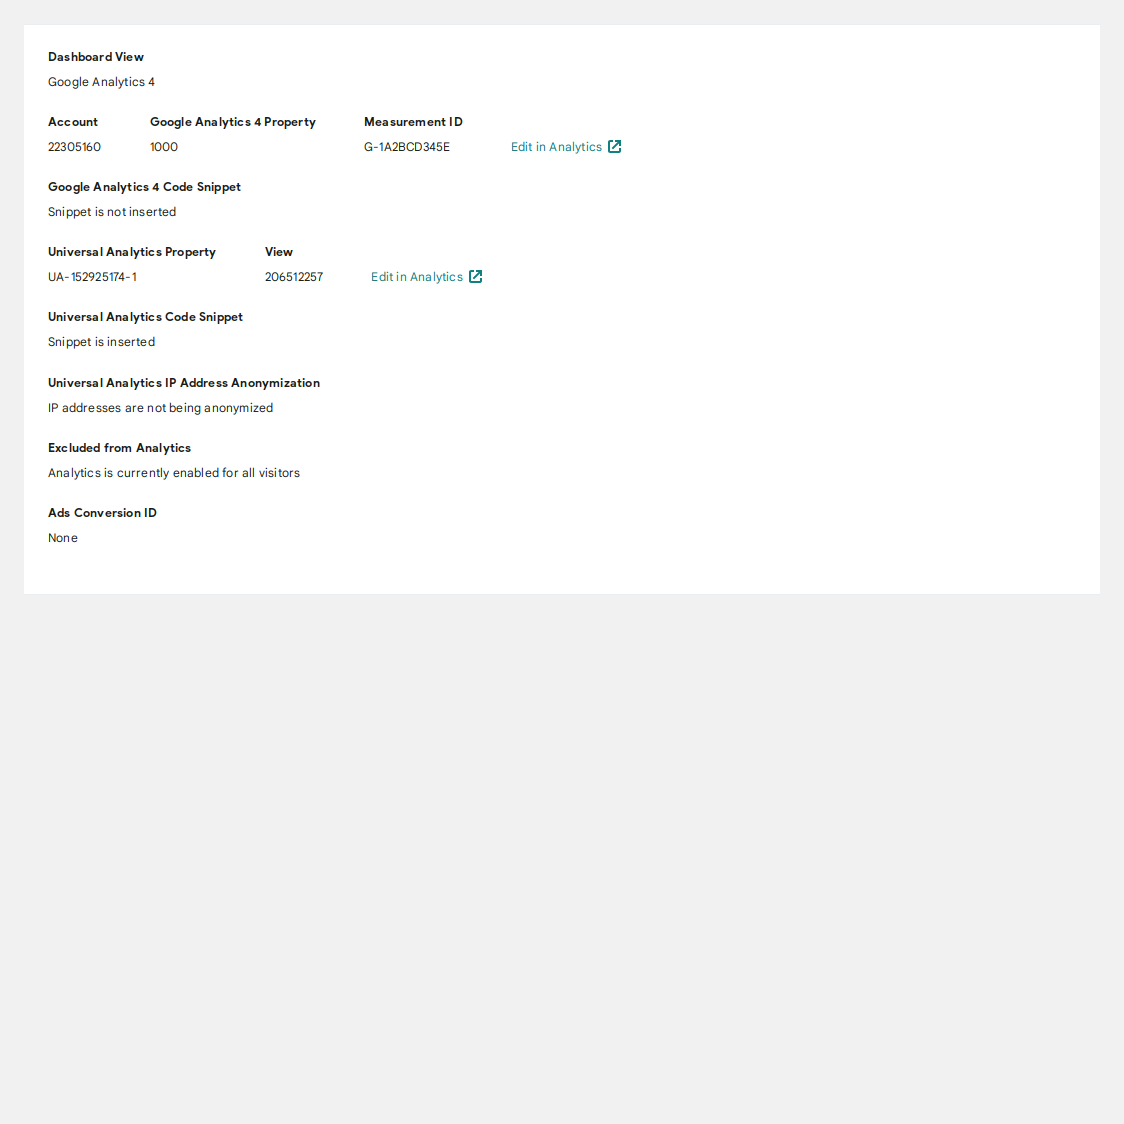 Dashboard View
Google Analytics 4
Account Google Analytics 4 Property Measurement ID
22305160 1000 G-1A2BCD345E Edit in Analytics
Google Analytics 4 Code Snippet
Snippet is not inserted
Universal Analytics Property View
UA-152925174-1 206512257 Edit in Analytics
Universal Analytics Code Snippet
Snippet is inserted
Universal Analytics IP Address Anonymization
IP addresses are not being anonymized
Excluded from Analytics
Analytics is currently enabled for all visitors
Ads Conversion ID
None